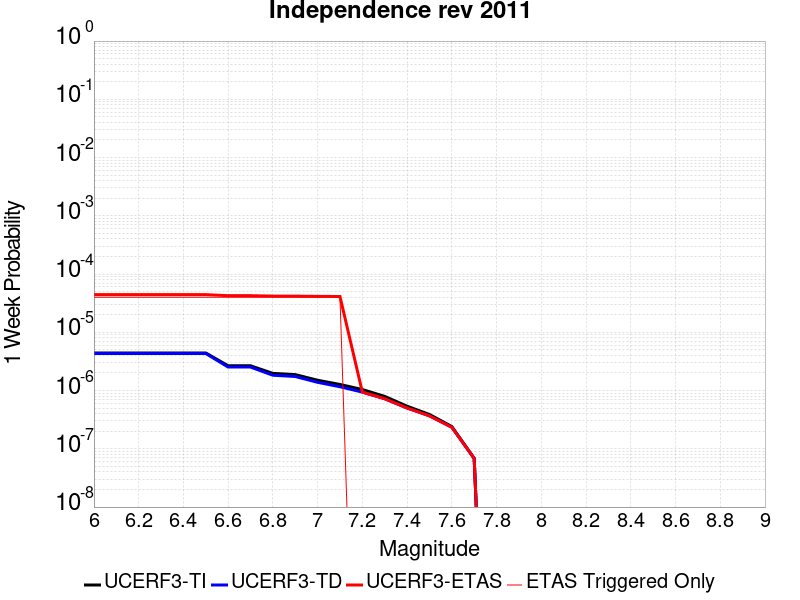 Independence rev 2011
10^0
10^-1
10^-2
10^-3
10^-4
10^-5
10^-6
10^-7
10^-8
1 Week Probability
6 6.2 6.4 6.6 6.8 7 7.2 7.4 7.6 7.8 8 8.2 8.4 8.6 8.8 9
Magnitude
UCERF3-TI UCERF3-TD UCERF3-ETAS ETAS Triggered Only